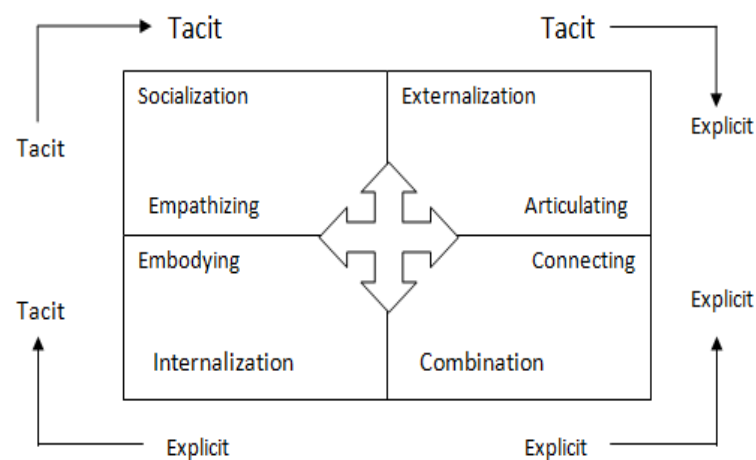 Tacit
Tacit
Socialization
Externalization
Tacit
Explicit
Empathizing
Articulating
Embodying
Connecting
Tacit
Explicit
Internalization
Combination
Explicit
Explicit